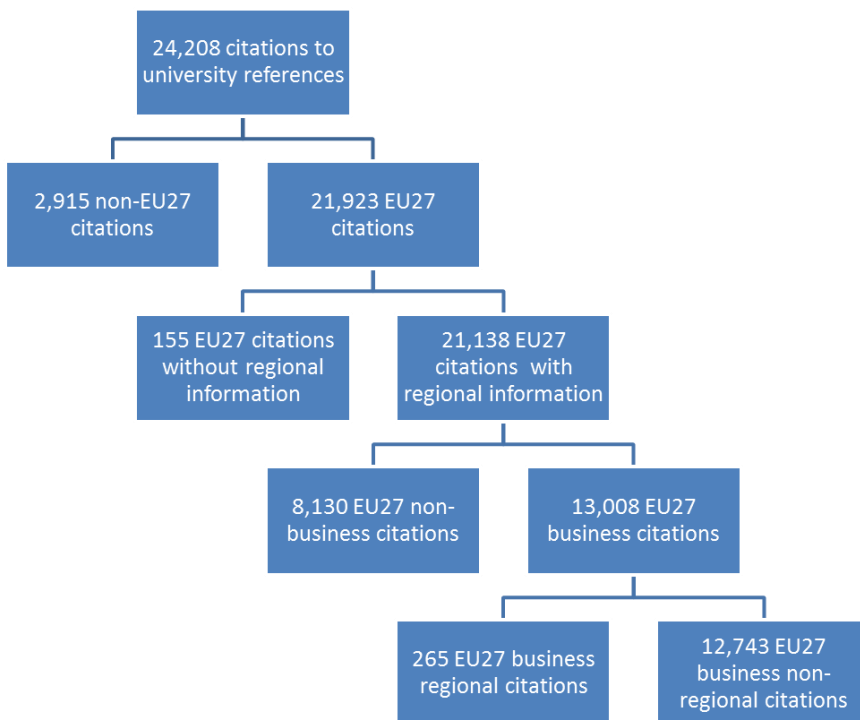 24,208 citations to
university references
2,915 non-EU27
citations
21,923 EU27
citations
155 EU27 citations
without regional
information
21,138 EU27
citations with
regional information
8,130 EU27 non-
business citations
13,008 EU27
business citations
265 EU27 business
regional citations
12,743 EU27
business non-
regional citations